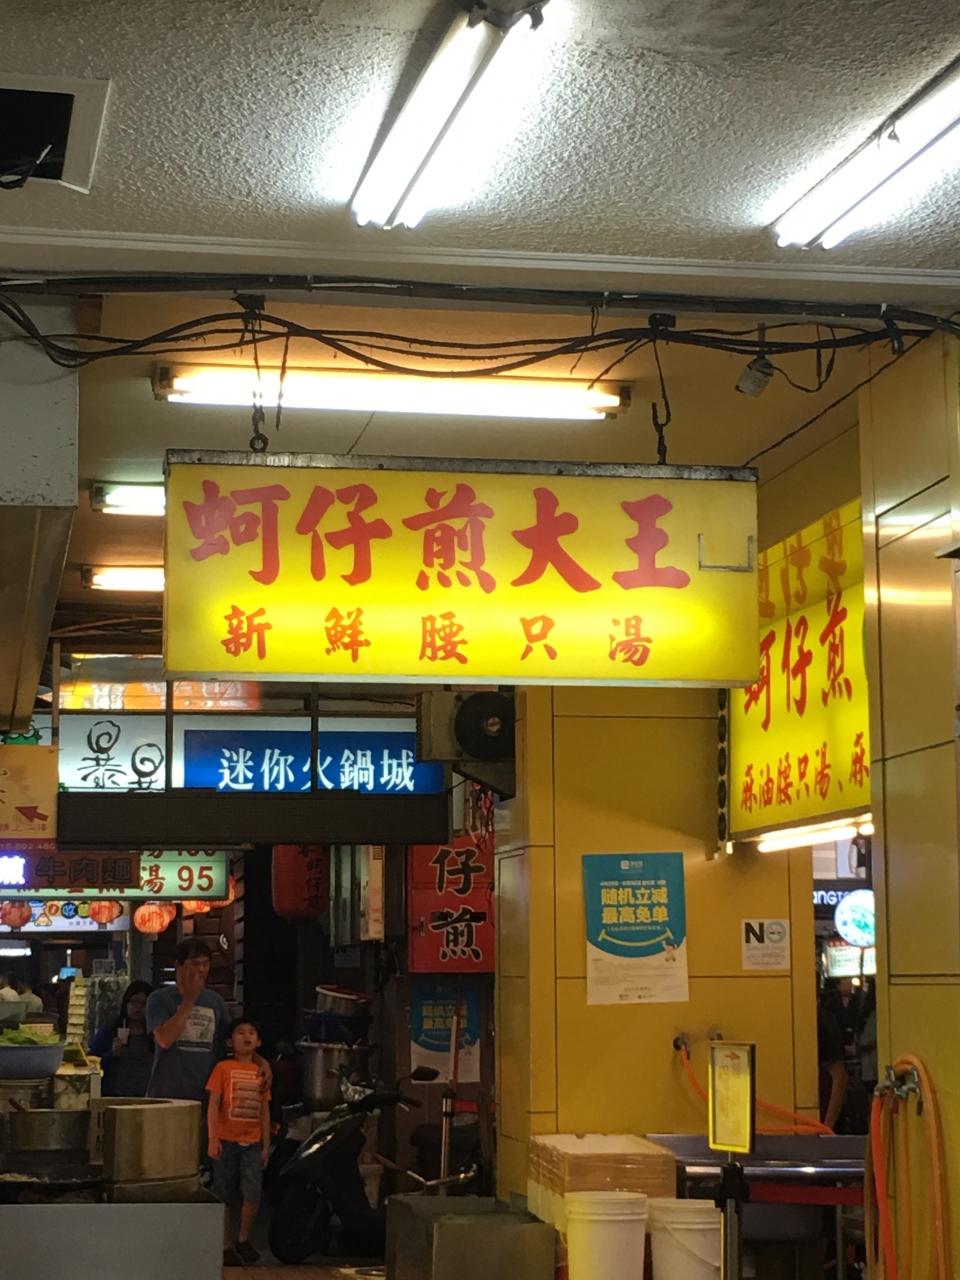 蚵仔煎大王
新鮮腰只湯
蚵仔煎
麻油腰只湯、麻
迷你火鍋城
牛肉麵
湯 95
仔煎
随机立减
最高免单
NO